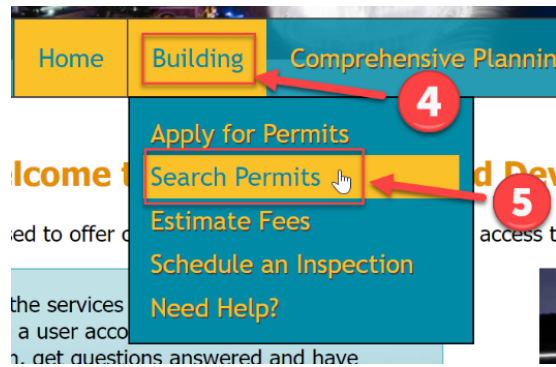 Home Building Comprehensive Plannin
4
Apply for Permits
lcome t d Dev
Search Permits
5
sed to offer access t
Estimate Fees
Schedule an Inspection
the services
Need Help?
a user acco
get questions answered and have